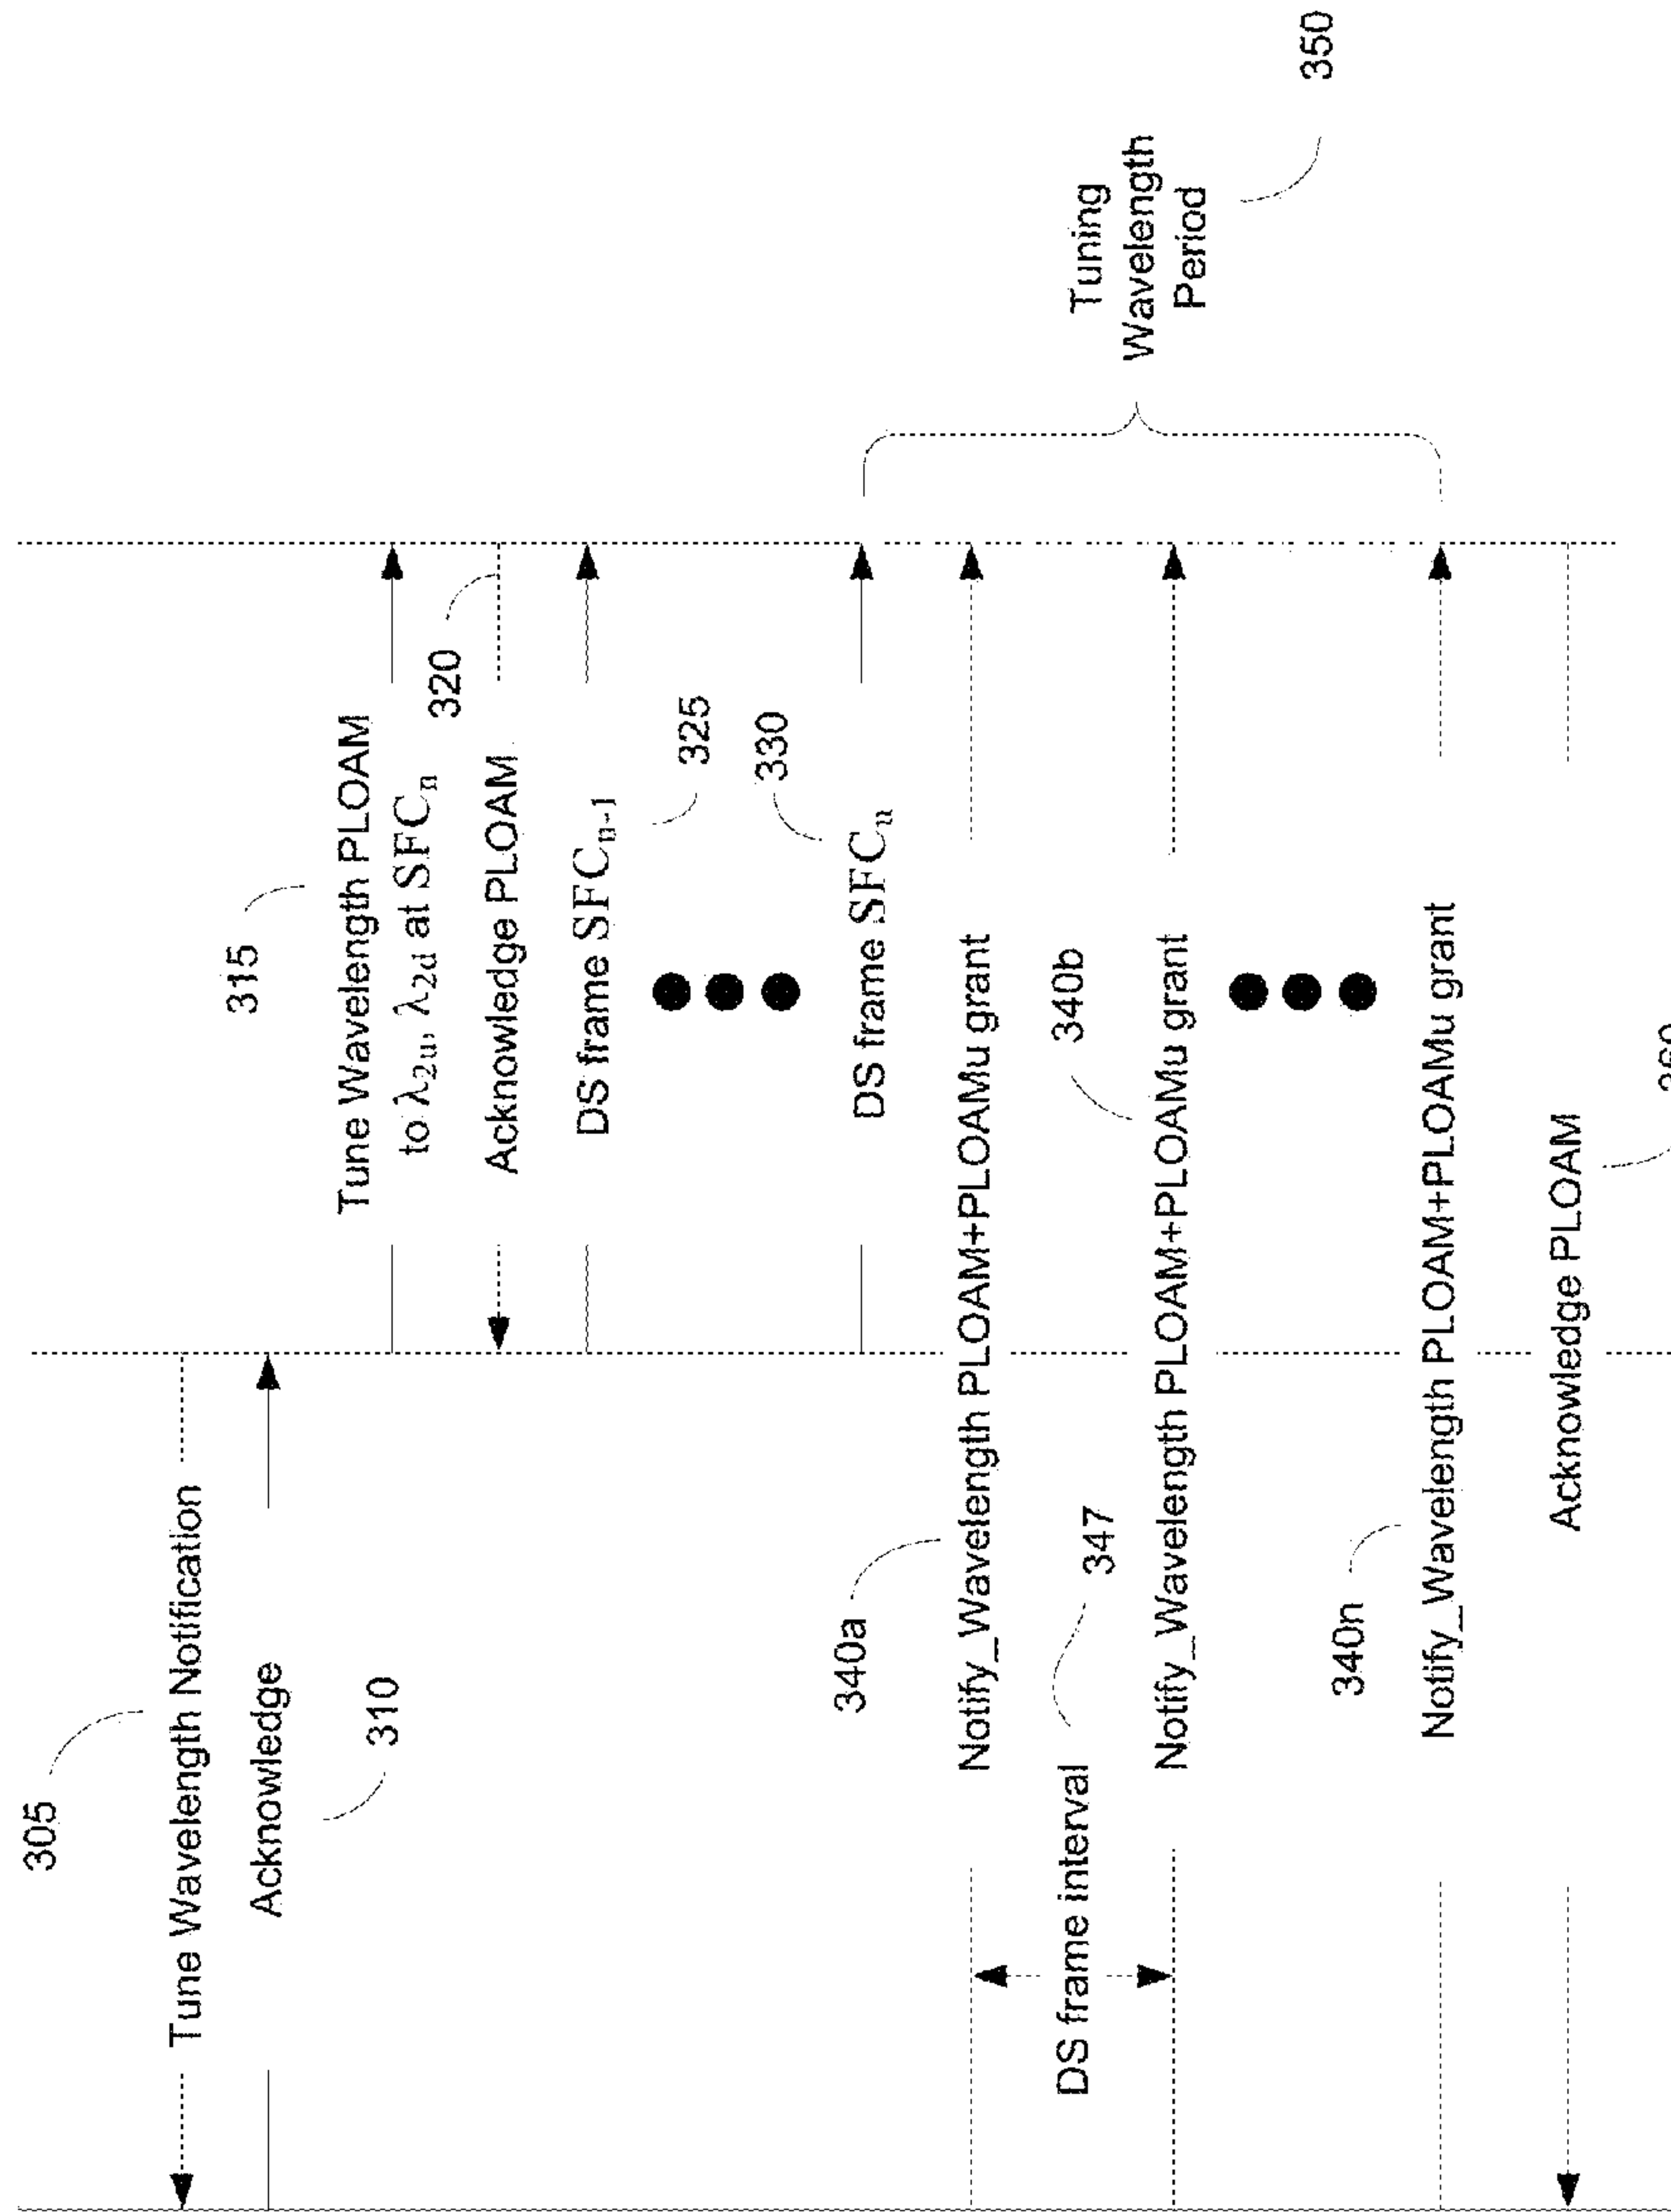 305
Tune Wavelength Notification
Acknowledge
310
315
Tune Wavelength PLOAM
to λ2u, λ2d at SFCn
320
Acknowledge PLOAM
DS frame SFCn-1
325
330
DS frame SFCn
340a
Notify_Wavelength PLOAM+PLOAMu grant
DS frame interval
347
340b
Notify_Wavelength PLOAM+PLOAMu grant
340n
Notify_Wavelength PLOAM+PLOAMu grant
Tuning
Wavelength
Period
350
Acknowledge PLOAM